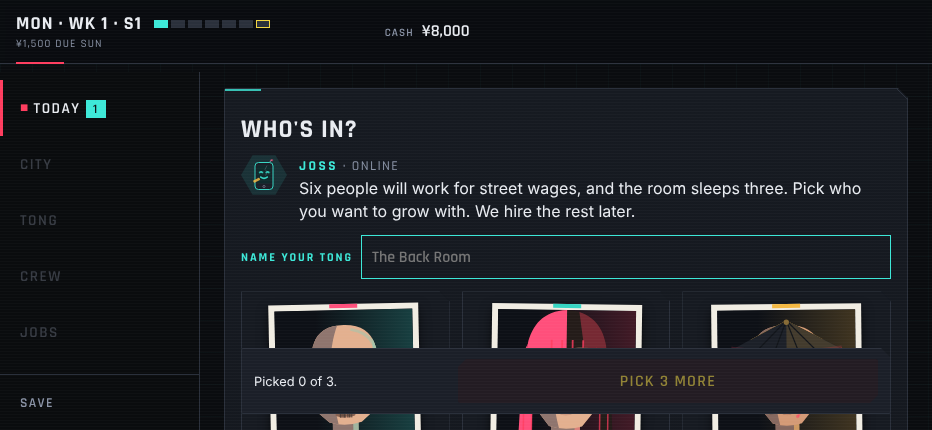 MON · WK 1 · S1
¥1,500 DUE SUN
CASH ¥8,000
TODAY 1
CITY
TONG
CREW
JOBS
SAVE
WHO'S IN?
JOSS · ONLINE
Six people will work for street wages, and the room sleeps three. Pick who
you want to grow with. We hire the rest later.
NAME YOUR TONG The Back Room
Picked 0 of 3. PICK 3 MORE